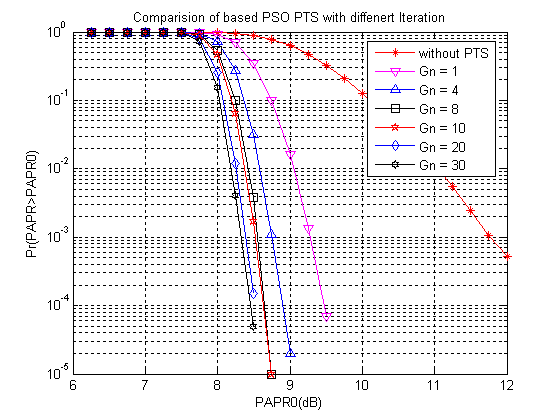 Comparision of based PSO PTS with differenert Iteration
10^0
10^-1
10^-2
10^-3
10^-4
10^-5
Pr(PAPR>PAPR0)
without PTS
Gn = 1
Gn = 4
Gn = 8
Gn = 10
Gn = 20
Gn = 30
6 7 8 9 10 11 12
PAPR0(dB)